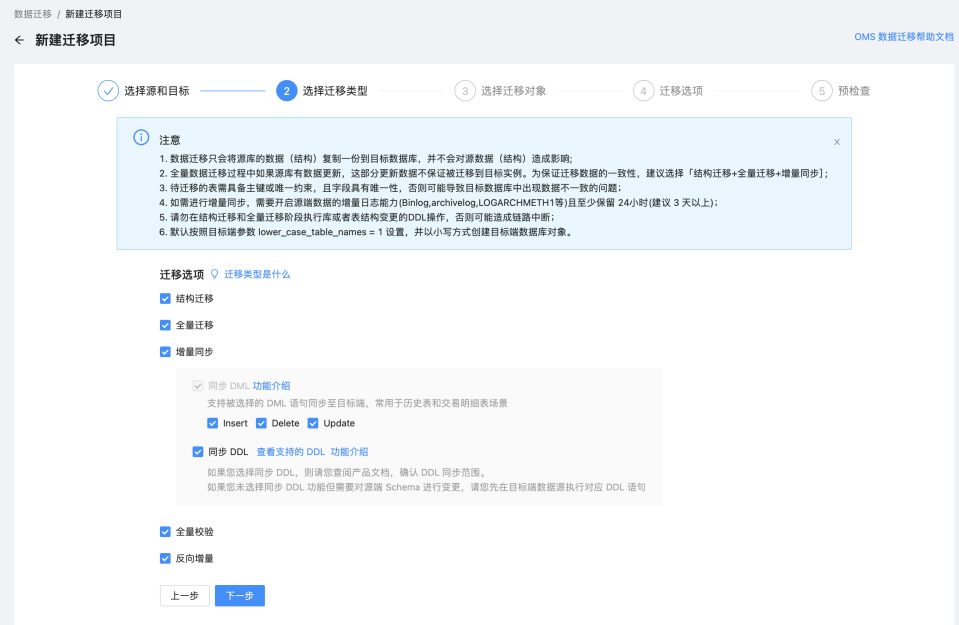 数据迁移 / 新建迁移项目
← 新建迁移项目
OMS 数据迁移帮助文档
选择源和目标
2 选择迁移类型
3 选择迁移对象
4 迁移选项
5 预检查
注意
1. 数据迁移只会将源库的数据（结构）复制一份到目标数据库，并不会对源数据（结构）造成影响;
2. 全量数据迁移过程中如果源库有数据更新，这部分更新数据不保证被迁移到目标实例。为保证迁移数据的一致性，建议选择「结构迁移+全量迁移+增量同步」;
3. 待迁移的表需具备主键或唯一约束，且字段具有唯一性，否则可能导致目标数据库中出现数据不一致的问题;
4. 如需进行增量同步，需要开启源端数据的增量日志能力(Binlog,archivelog,LOGARCHMETH1等)且至少保留 24小时(建议 3 天以上);
5. 请勿在结构迁移和全量迁移阶段执行库或者表结构变更的DDL操作，否则可能造成链路中断;
6. 默认按照目标端参数 lower_case_table_names = 1 设置，并以小写方式创建目标端数据库对象。
迁移选项 迁移类型是什么
结构迁移
全量迁移
增量同步
同步 DML 功能介绍
支持被选择的 DML 语句同步至目标端，常用于历史表和交易明细表场景
Insert Delete Update
同步 DDL 查看支持的 DDL 功能介绍
如果您选择同步 DDL，则请您查阅产品文档，确认 DDL 同步范围。
如果您未选择同步 DDL 功能但需要对源端 Schema 进行变更，请您先在目标端数据源执行对应 DDL 语句
全量校验
反向增量
上一步 下一步